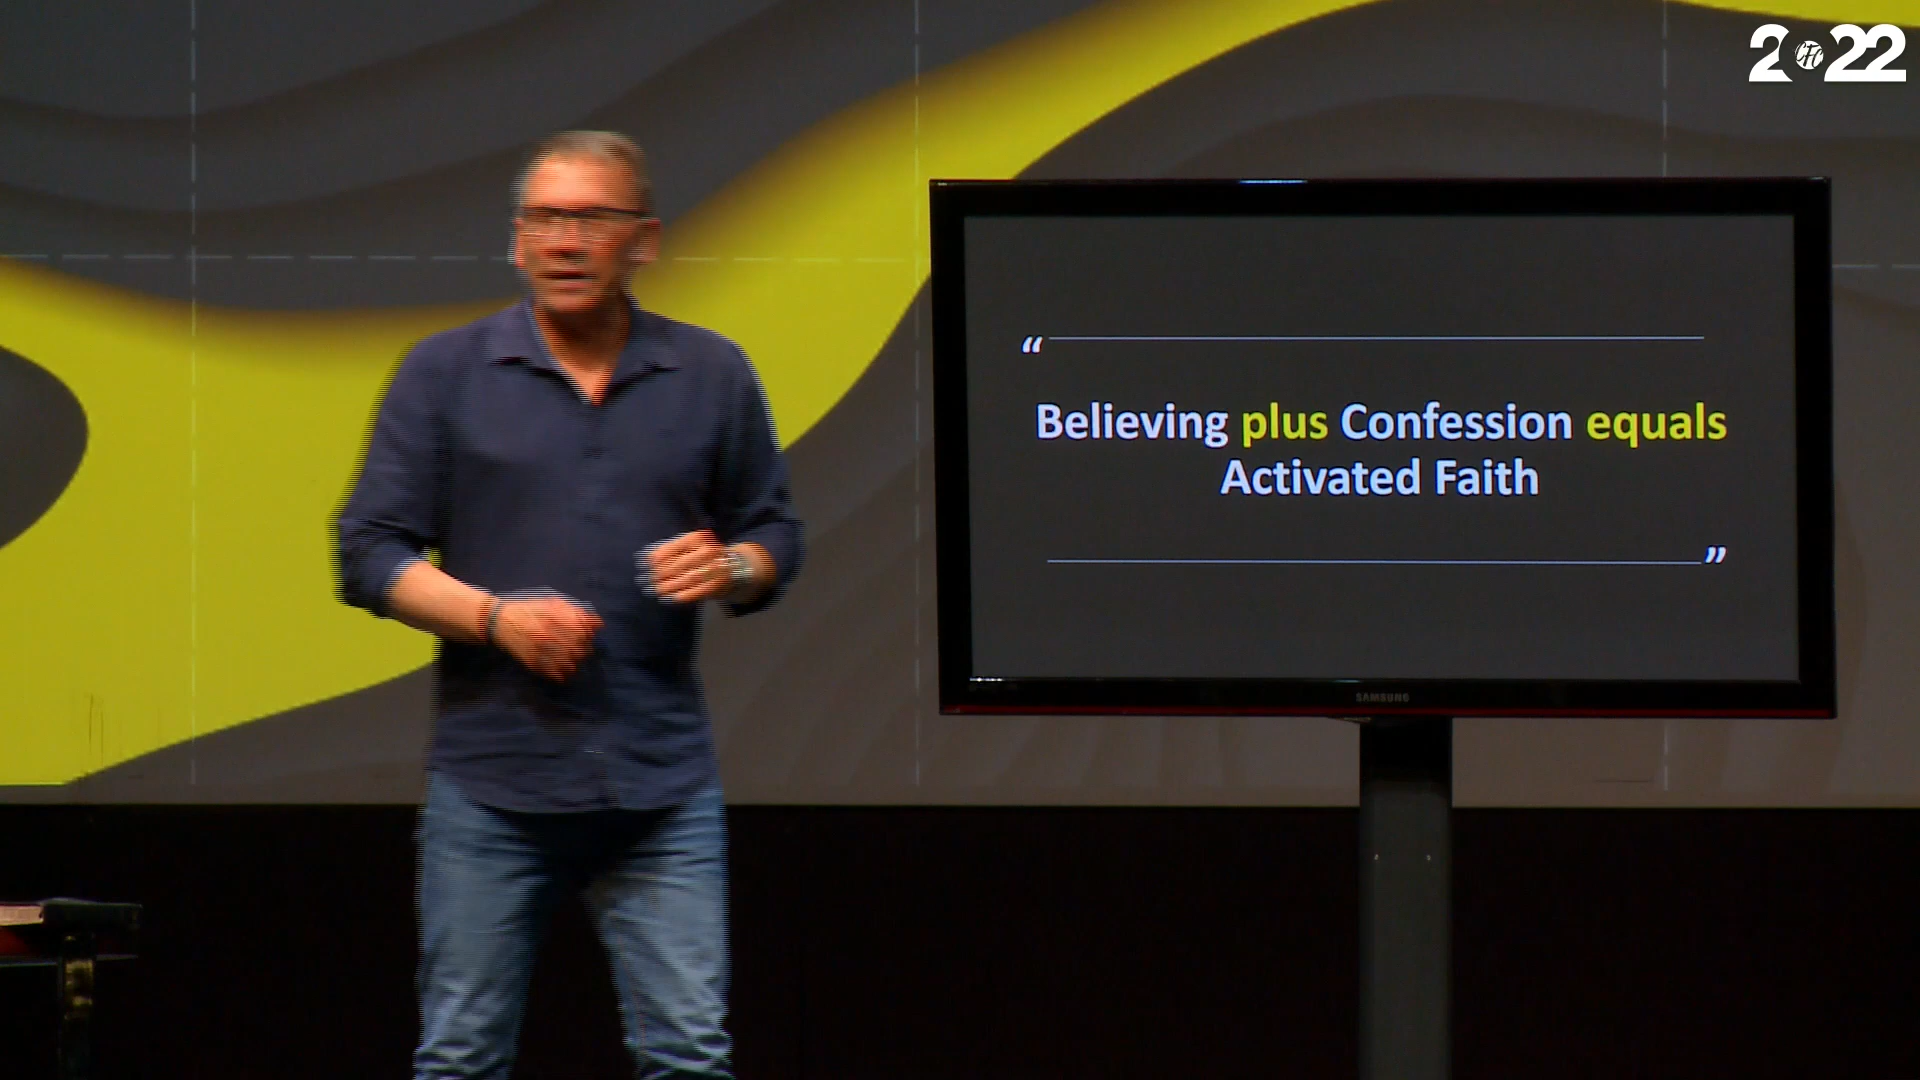 2022
“
Believing plus Confession equals
Activated Faith
”
SAMSUNG